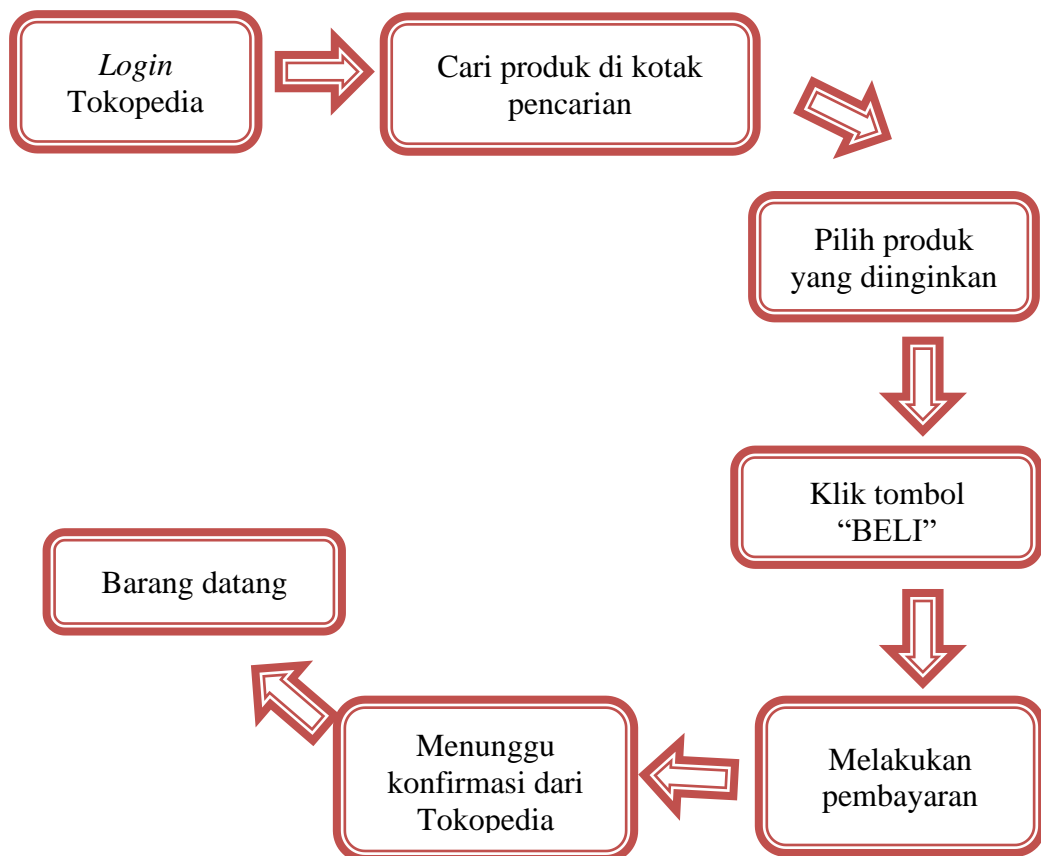 Login
Tokopedia
Cari produk di kotak
pencarian
Pilih produk
yang diinginkan
Klik tombol
“BELI”
Melakukan
pembayaran
Menunggu
konfirmasi dari
Tokopedia
Barang datang